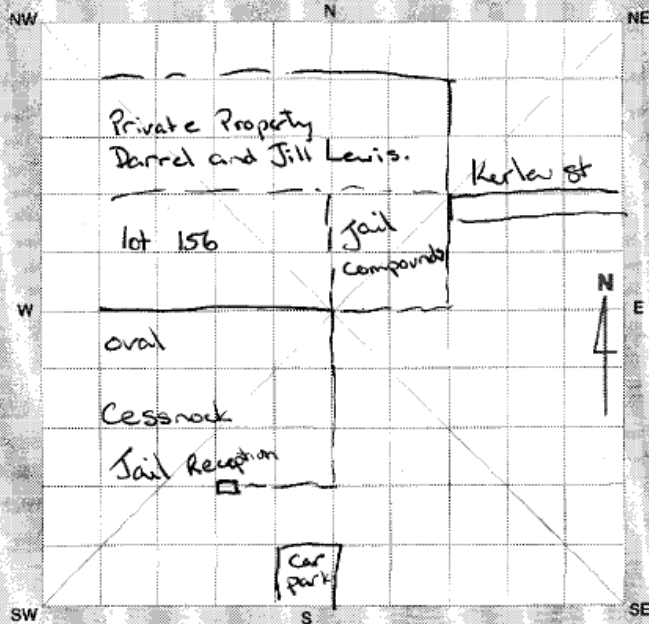 NW N NE
Private Property
Darrel and Jill Lewis.
Kerlew st
lot 156
Jail
compounds
N
W E
oval
Cessnock
Jail Reception
car
park
SW S SE